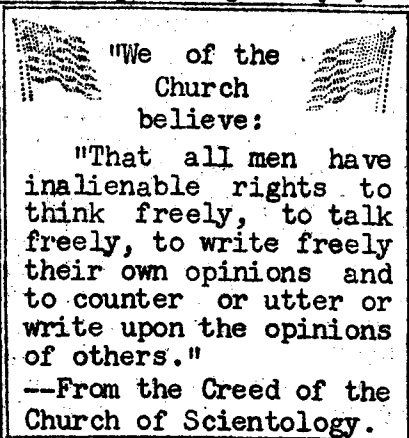 "We of the
Church
believe:
"That all men have
inalienable rights to
think freely, to talk
freely, to write freely
their own opinions and
to counter or utter or
write upon the opinions
of others."
--From the Creed of the
Church of Scientology.